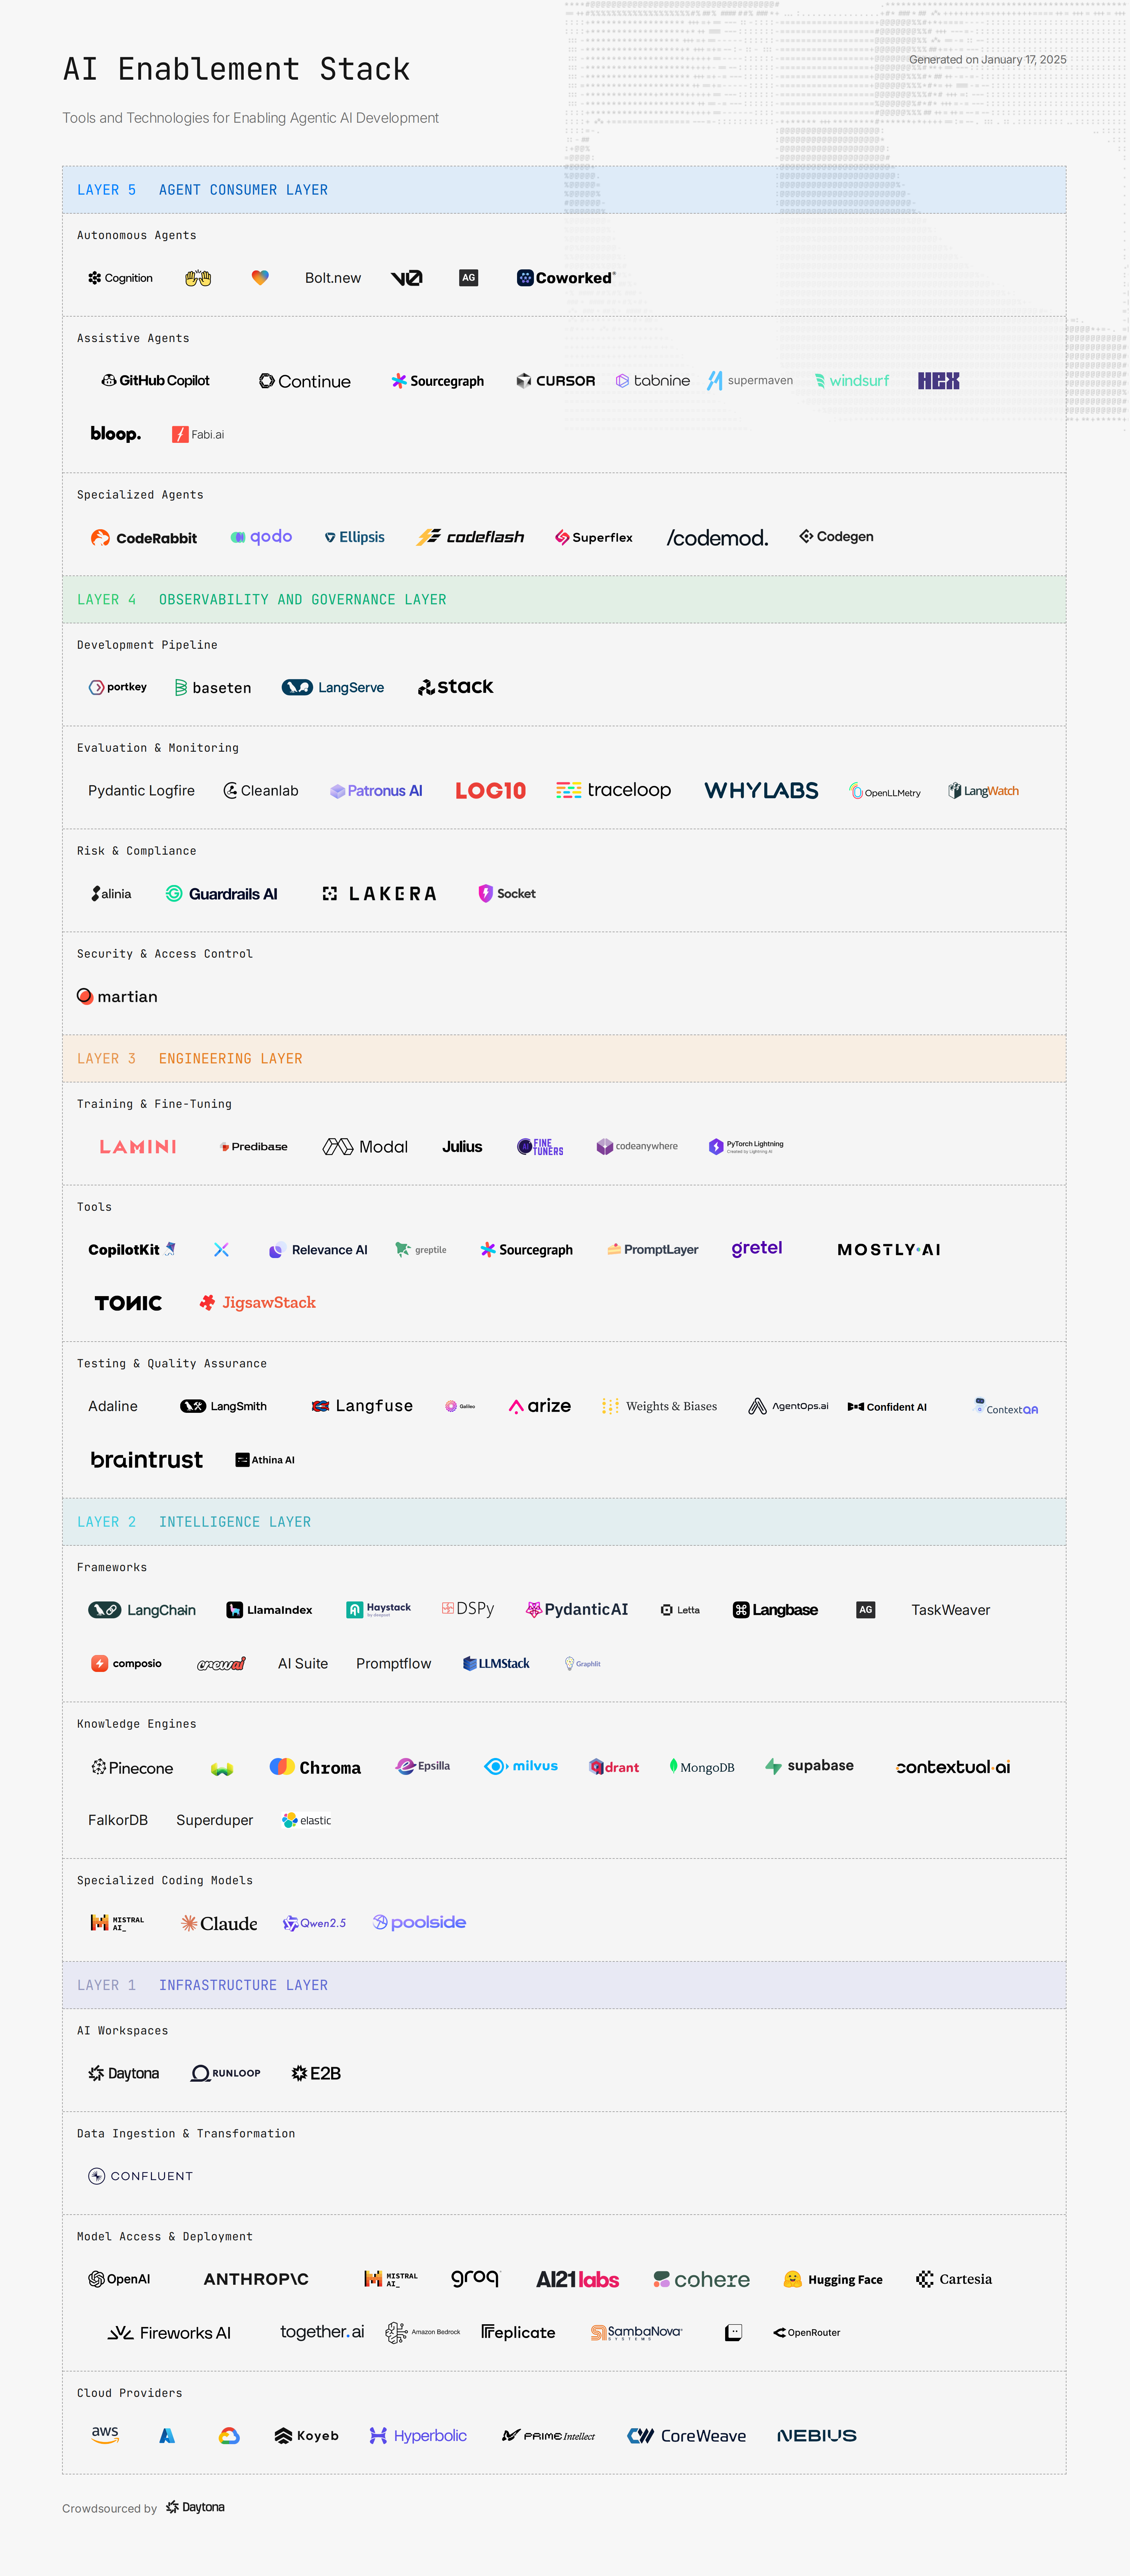 AI Enablement Stack
Generated on January 17, 2025
Tools and Technologies for Enabling Agentic AI Development
LAYER 5 AGENT CONSUMER LAYER
Autonomous Agents
Cognition Bolt.new v0 AG Coworked
Assistive Agents
GitHub Copilot Continue Sourcegraph CURSOR tabnine supermaven windsurf HEX
bloop. Fabi.ai
Specialized Agents
CodeRabbit qodo Ellipsis codeflash Superflex /codemod. Codegen
LAYER 4 OBSERVABILITY AND GOVERNANCE LAYER
Development Pipeline
portkey baseten LangServe stack
Evaluation & Monitoring
Pydantic Logfire Cleanlab Patronus AI LOG10 traceloop WHYLABS OpenLLMetry LangWatch
Risk & Compliance
alinia Guardrails AI LAKERA Socket
Security & Access Control
martian
LAYER 3 ENGINEERING LAYER
Training & Fine-Tuning
LAMINI Predibase Modal Julius FINE TUNERS codeanywhere PyTorch Lightning
Created by Lightning AI
Tools
CopilotKit Relevance AI greptile Sourcegraph PromptLayer gretel MOSTLY·AI
TONIC JigsawStack
Testing & Quality Assurance
Adaline LangSmith Langfuse Galileo arize Weights & Biases AgentOps.ai Confident AI ContextQA
braintrust Athina AI
LAYER 2 INTELLIGENCE LAYER
Frameworks
LangChain LlamaIndex Haystack by deepset DSPy PydanticAI Letta Langbase AG TaskWeaver
composio crewai AI Suite Promptflow LLMStack Graphlit
Knowledge Engines
Pinecone Chroma Epsilla milvus qdrant MongoDB supabase contextual·ai
FalkorDB Superduper elastic
Specialized Coding Models
MISTRAL AI_ Claude Qwen2.5 poolside
LAYER 1 INFRASTRUCTURE LAYER
AI Workspaces
Daytona RUNLOOP E2B
Data Ingestion & Transformation
CONFLUENT
Model Access & Deployment
OpenAI ANTHROP\C MISTRAL AI_ groq AI21labs cohere Hugging Face Cartesia
Fireworks AI together.ai Amazon Bedrock Replicate SambaNova SYSTEMS OpenRouter
Cloud Providers
aws Koyeb Hyperbolic PRIME Intellect CoreWeave NEBIUS
Crowdsourced by Daytona